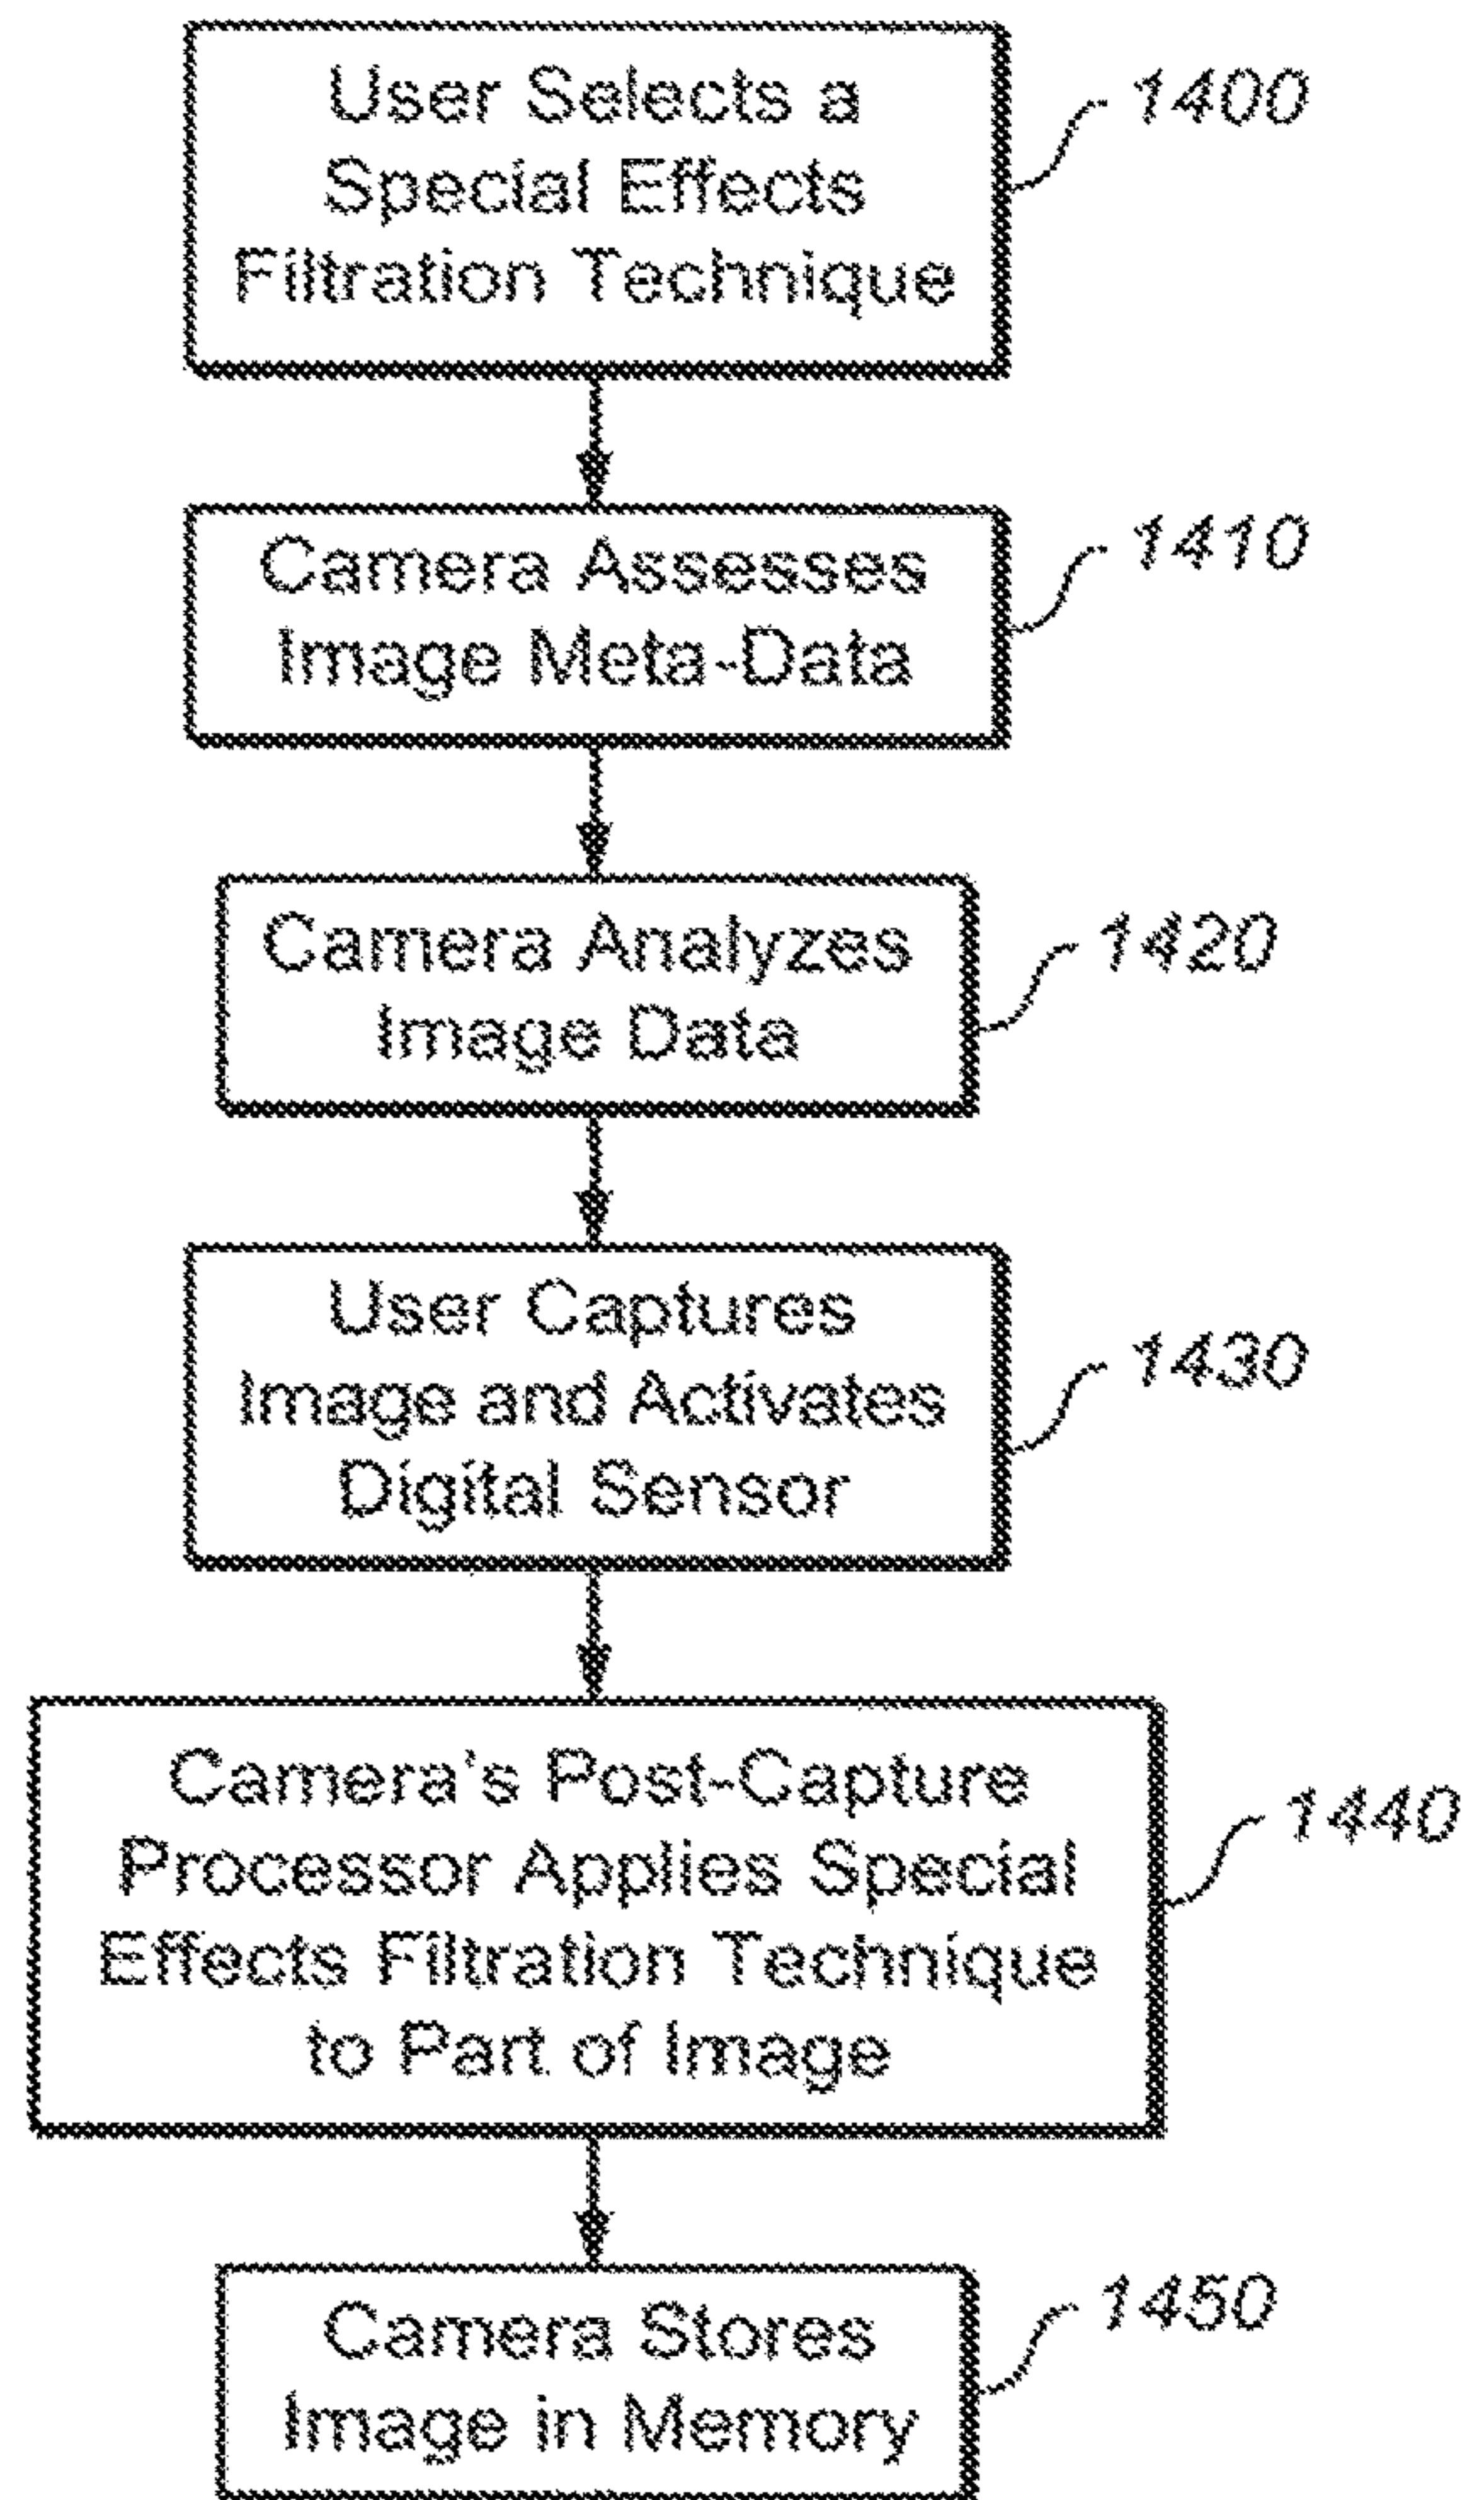 User Selects a
Special Effects
Filtration Technique
1400
Camera Assesses
Image Meta-Data
1410
Camera Analyzes
Image Data
1420
User Captures
Image and Activates
Digital Sensor
1430
Camera's Post-Capture
Processor Applies Special
Effects Filtration Technique
to Part of Image
1440
Camera Stores
Image in Memory
1450